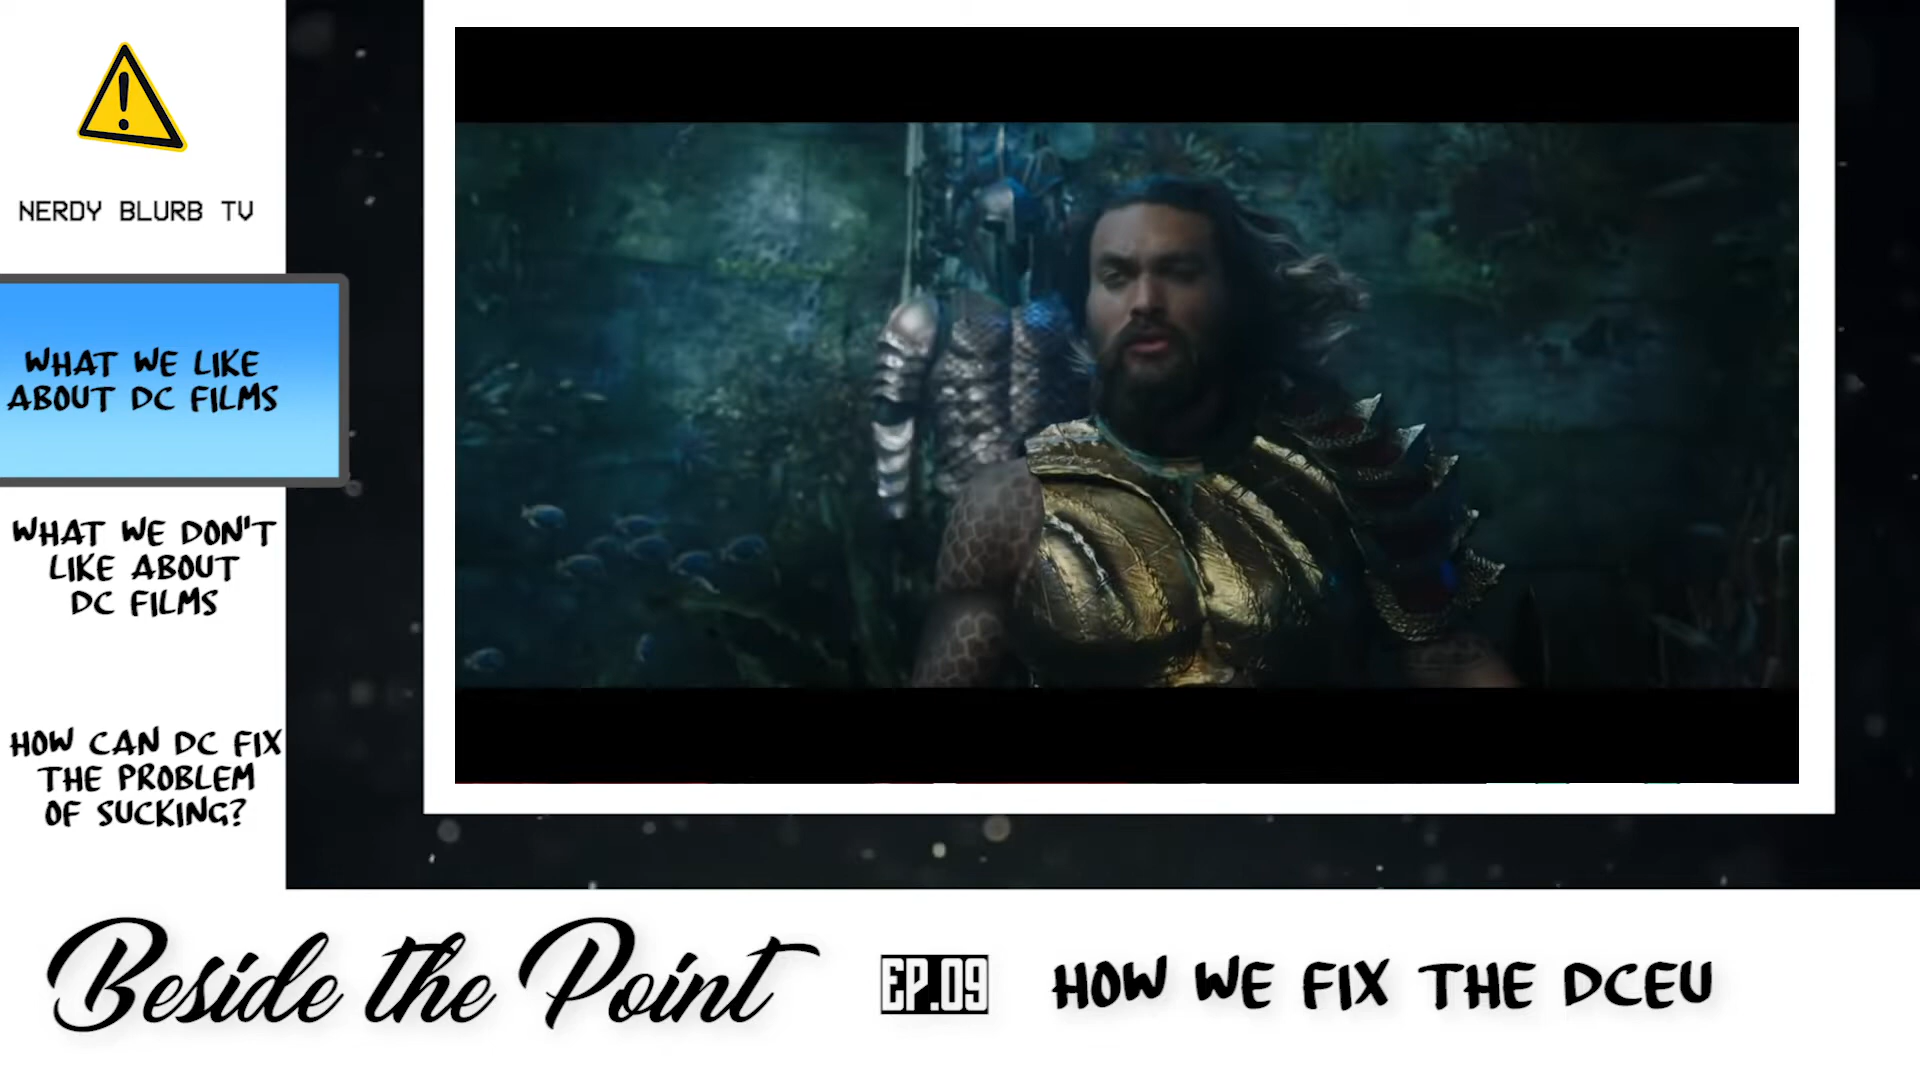 NERDY BLURB TV
WHAT WE LIKE
ABOUT DC FILMS
WHAT WE DON'T
LIKE ABOUT
DC FILMS
HOW CAN DC FIX
THE PROBLEM
OF SUCKING?
Beside the Point
EP.09
HOW WE FIX THE DCEU